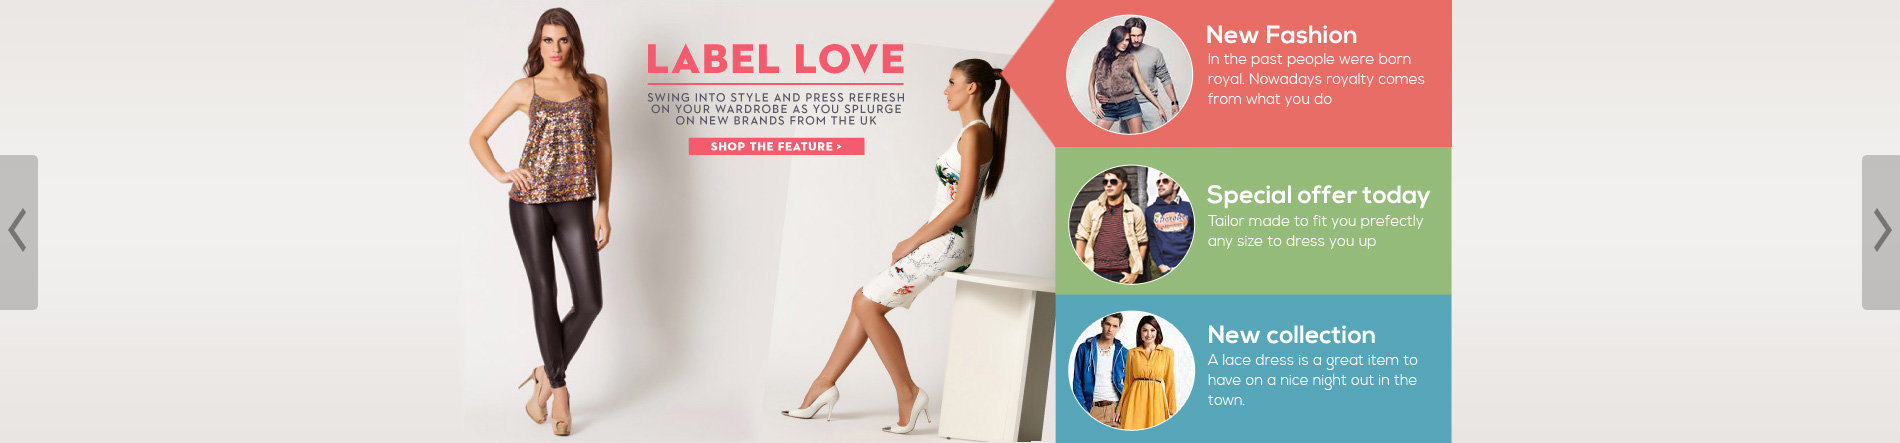 LABEL LOVE
SWING INTO STYLE AND PRESS REFRESH
ON YOUR WARDROBE AS YOU SPLURGE
ON NEW BRANDS FROM THE UK
SHOP THE FEATURE >
New Fashion
In the past people were born
royal. Nowadays royalty comes
from what you do
Special offer today
Tailor made to fit you prefectly
any size to dress you up
New collection
A lace dress is a great item to
have on a nice night out in the
town.